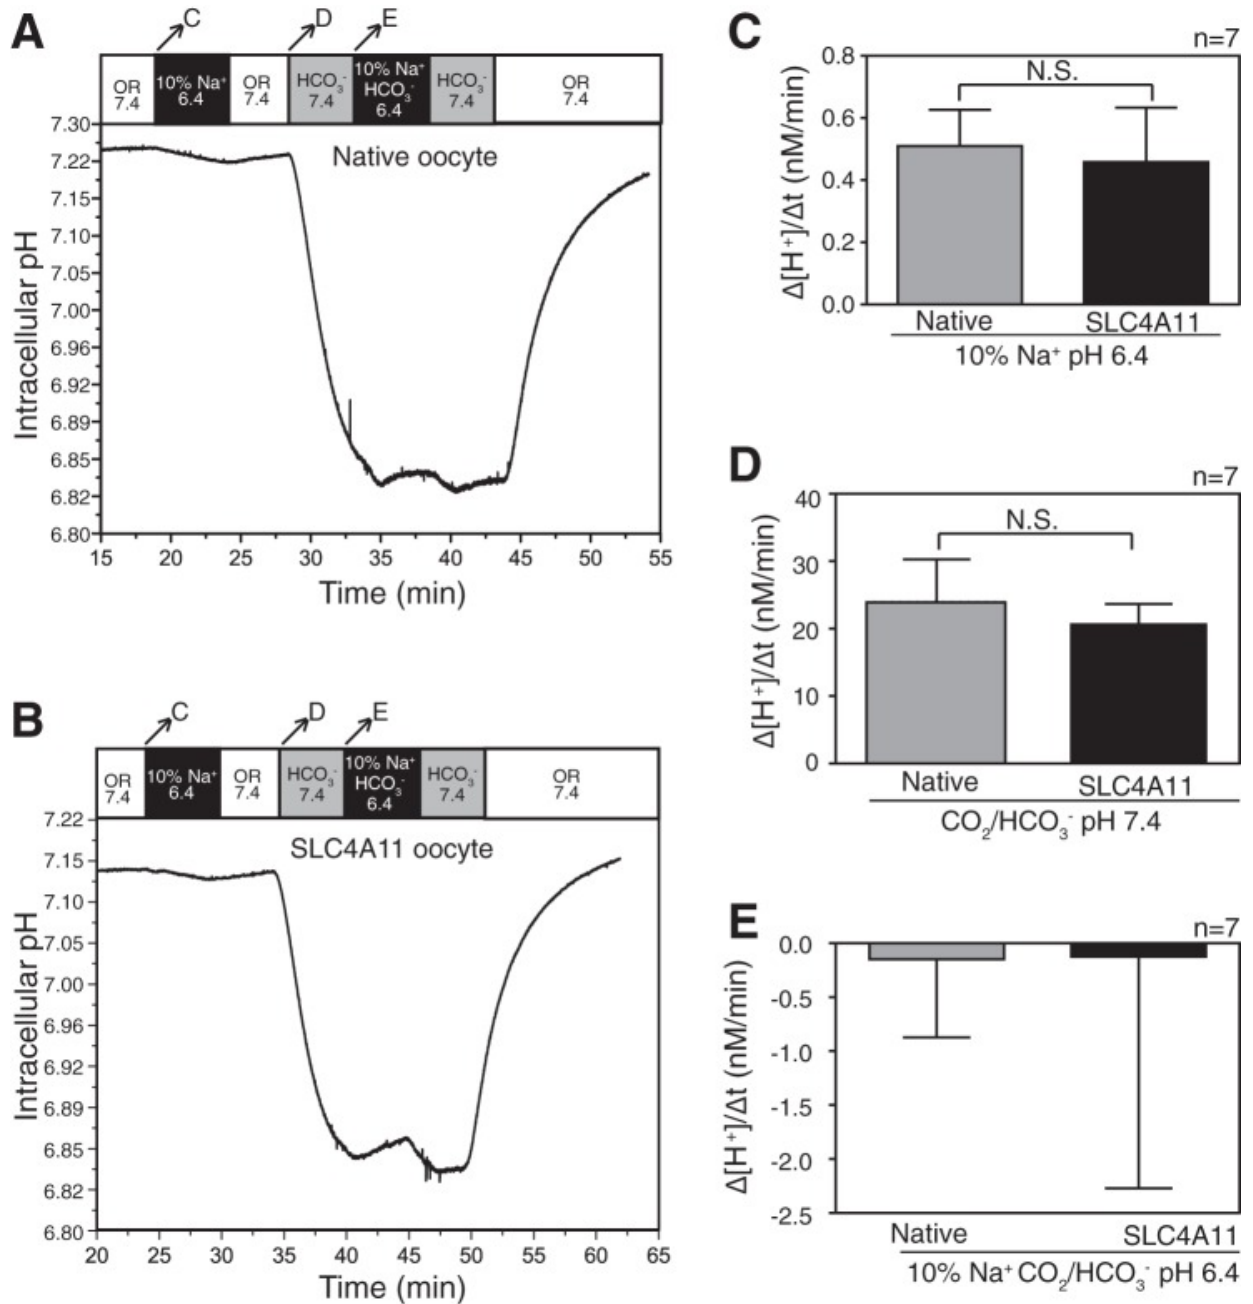 A
C
D
E
OR
7.4
10% Na⁺
6.4
OR
7.4
HCO₃⁻
7.4
10% Na⁺
HCO₃⁻
6.4
HCO₃⁻
7.4
OR
7.4
Native oocyte
7.30
7.22
7.15
7.10
7.05
7.00
6.96
6.92
6.89
6.85
6.82
6.80
Intracellular pH
15 20 25 30 35 40 45 50 55
Time (min)
B
C
D
E
OR
7.4
10% Na⁺
6.4
OR
7.4
HCO₃⁻
7.4
10% Na⁺
HCO₃⁻
6.4
HCO₃⁻
7.4
OR
7.4
SLC4A11 oocyte
7.22
7.15
7.10
7.05
7.00
6.96
6.92
6.89
6.85
6.82
6.80
Intracellular pH
20 25 30 35 40 45 50 55 60 65
Time (min)
C
n=7
N.S.
0.8
0.6
0.4
0.2
0.0
Δ[H⁺]/Δt (nM/min)
Native SLC4A11
10% Na⁺ pH 6.4
D
n=7
N.S.
40
30
20
10
0
Δ[H⁺]/Δt (nM/min)
Native SLC4A11
CO₂/HCO₃⁻ pH 7.4
E
n=7
0.0
-0.5
-1.0
-1.5
-2.0
-2.5
Δ[H⁺]/Δt (nM/min)
Native SLC4A11
10% Na⁺ CO₂/HCO₃⁻ pH 6.4